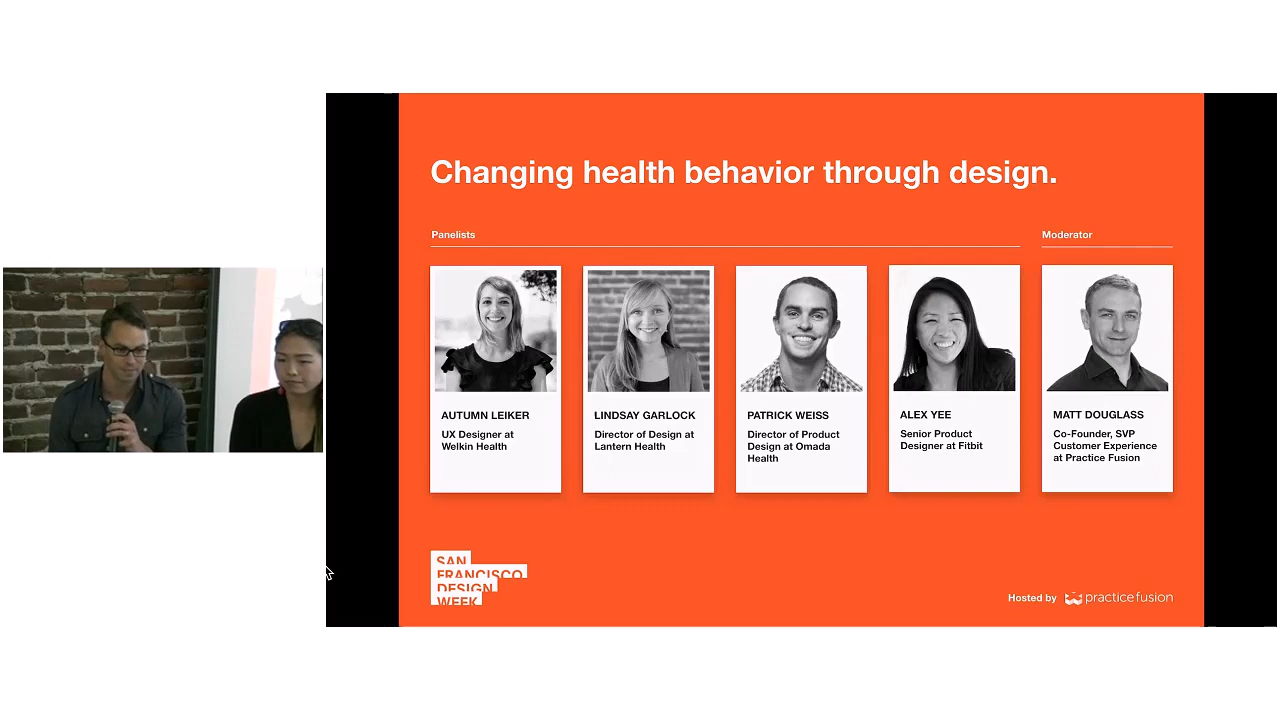 Changing health behavior through design.
Panelists
Moderator
AUTUMN LEIKER
UX Designer at
Welkin Health
LINDSAY GARLOCK
Director of Design at
Lantern Health
PATRICK WEISS
Director of Product
Design at Omada
Health
ALEX YEE
Senior Product
Designer at Fitbit
MATT DOUGLASS
Co-Founder, SVP
Customer Experience
at Practice Fusion
SAN
FRANCISCO
DESIGN
WEEK
Hosted by practice fusion